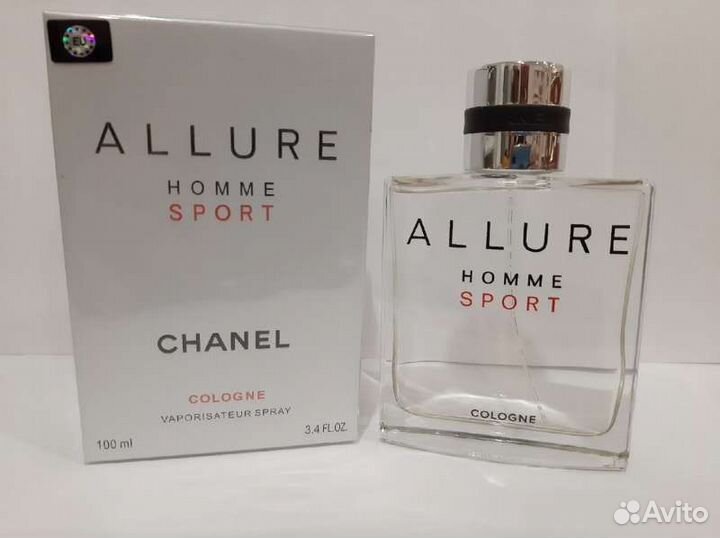 EU
ALLURE
HOMME
SPORT
CHANEL
COLOGNE
VAPORISATEUR SPRAY
100 ml
3.4 FL.OZ.
ALLURE
HOMME
SPORT
COLOGNE
Avito